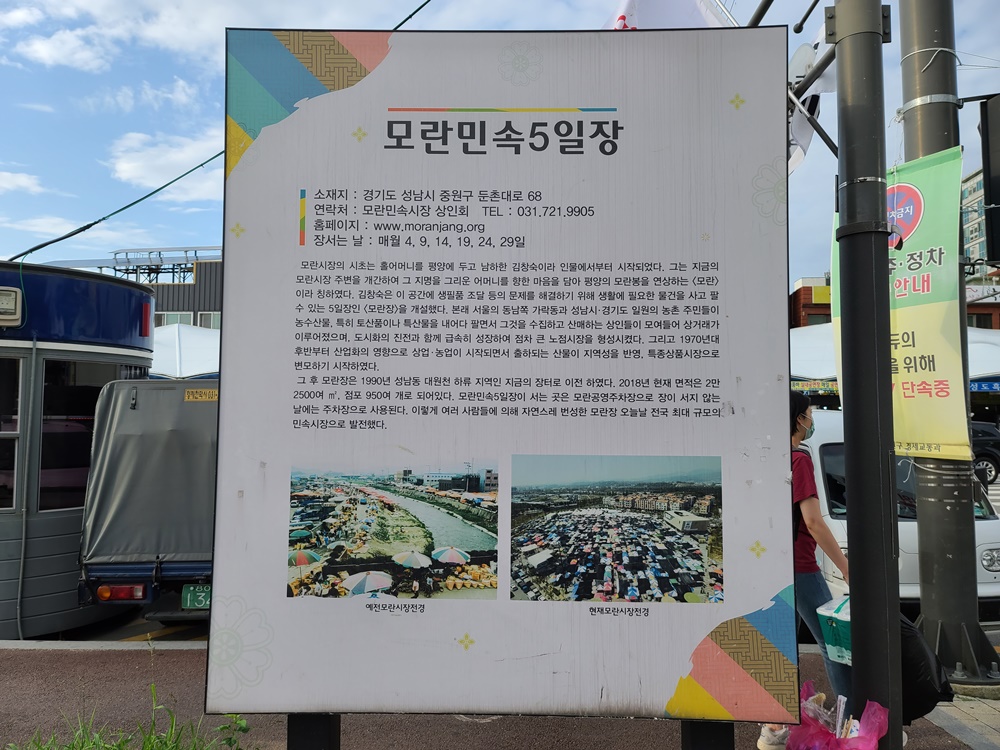 모란민속5일장
소재지 : 경기도 성남시 중원구 둔촌대로 68
연락처 : 모란민속시장 상인회 TEL : 031.721.9905
홈페이지 : www.moranjang.org
장서는 날 : 매월 4, 9, 14, 19, 24, 29일
모란시장의 시초는 홀어머니를 평양에 두고 남하한 김창숙이라 인물에서부터 시작되었다. 그는 지금의
모란시장 주변을 개간하여 그 지명을 그리운 어머니를 향한 마음을 담아 평양의 모란봉을 연상하는 〈모란〉
이라 칭하였다. 김창숙은 이 공간에 생필품 조달 등의 문제를 해결하기 위해 생활에 필요한 물건을 사고 팔
수 있는 5일장인 〈모란장〉을 개설했다. 본래 서울의 동남쪽 가락동과 성남시·경기도 일원의 농촌 주민들이
농수산물, 특히 토산품이나 특산물을 내어다 팔면서 그것을 수집하고 산매하는 상인들이 모여들어 상거래가
이루어졌으며, 도시화의 진전과 함께 급속히 성장하여 점차 큰 노점시장을 형성시켰다. 그리고 1970년대
후반부터 산업화의 영향으로 상업·농업이 시작되면서 출하되는 산물이 지역성을 반영, 특종상품시장으로
변모하기 시작하였다.
그 후 모란장은 1990년 성남동 대원천 하류 지역인 지금의 장터로 이전 하였다. 2018년 현재 면적은 2만
2500여 ㎡, 점포 950여 개로 되어있다. 모란민속5일장이 서는 곳은 모란공영주차장으로 장이 서지 않는
날에는 주차장으로 사용된다. 이렇게 여러 사람들에 의해 자연스레 번성한 모란장 오늘날 전국 최대 규모의
민속시장으로 발전했다.
예전모란시장전경
현재모란시장전경
차금지
주·정차
안내
위해
단속중